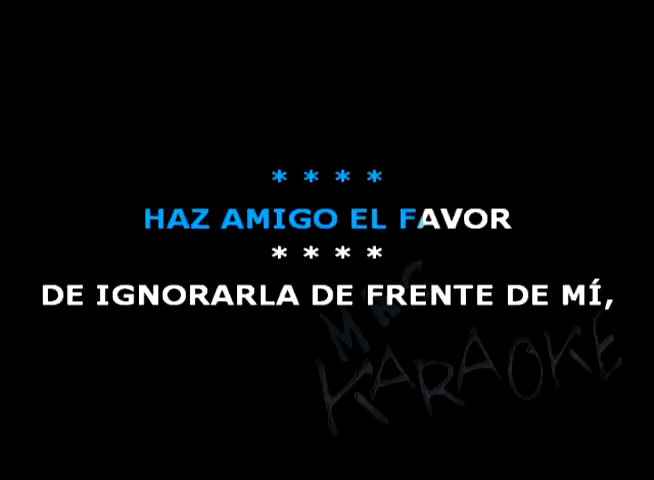 * * * *
HAZ AMIGO EL FAVOR
* * * *
DE IGNORARLA DE FRENTE DE MÍ,
KARAOKE